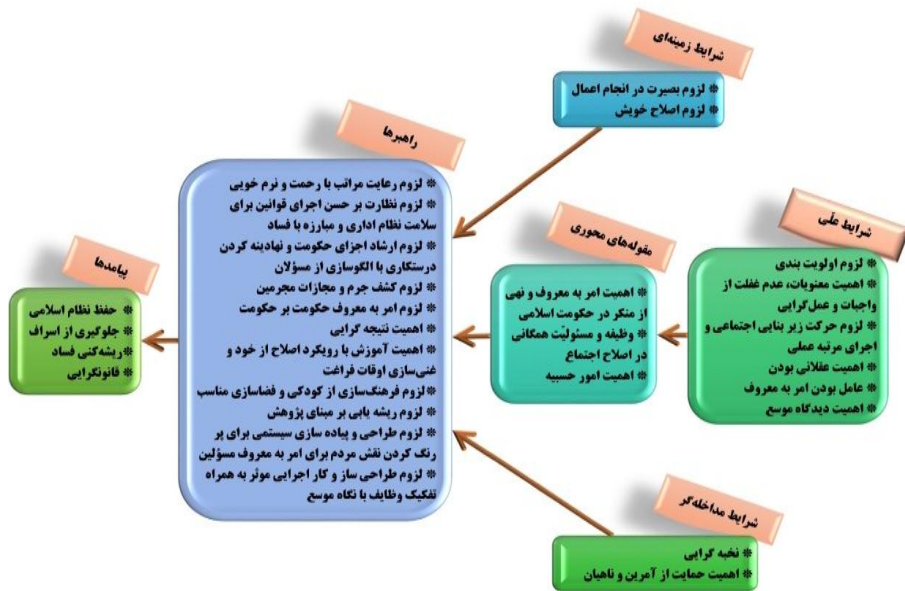 شرایط زمینه‌ای
❊ لزوم بصیرت در انجام اعمال
❊ لزوم اصلاح خویش
شرایط علّی
❊ لزوم اولویت بندی
❊ اهمیت معنویات، عدم غفلت از
واجبات و عمل‌گرایی
❊ لزوم حرکت زیر بنایی اجتماعی و
اجرای مرتبه عملی
❊ اهمیت عقلانی بودن
❊ عامل بودن امر به معروف
❊ اهمیت دیدگاه موسع
مقوله‌های محوری
❊ اهمیت امر به معروف و نهی
از منکر در حکومت اسلامی
❊ وظیفه و مسئولیّت همگانی
در اصلاح اجتماع
❊ اهمیت امور حسبیه
راهبرها
❊ لزوم رعایت مراتب با رحمت و نرم خویی
❊ لزوم نظارت بر حسن اجرای قوانین برای
سلامت نظام اداری و مبارزه با فساد
❊ لزوم ارشاد اجزای حکومت و نهادینه کردن
درستکاری با الگوسازی از مسؤلان
❊ لزوم کشف جرم و مجازات مجرمین
❊ لزوم امر به معروف حکومت بر حکومت
❊ اهمیت نتیجه گرایی
❊ اهمیت آموزش با رویکرد اصلاح از خود و
غنی‌سازی اوقات فراغت
❊ لزوم فرهنگ‌سازی از کودکی و فضاسازی مناسب
❊ لزوم ریشه یابی بر مبنای پژوهش
❊ لزوم طراحی و پیاده سازی سیستمی برای پر
رنگ کردن نقش مردم برای امر به معروف مسؤلین
❊ لزوم طراحی ساز و کار اجرایی موثر به همراه
تفکیک وظایف با نگاه موسع
پیامدها
❊ حفظ نظام اسلامی
❊ جلوگیری از اسراف
❊ ریشه‌کنی فساد
❊ قانونگرایی
شرایط مداخله‌گر
❊ نخبه گرایی
❊ اهمیت حمایت از آمرین و ناهیان